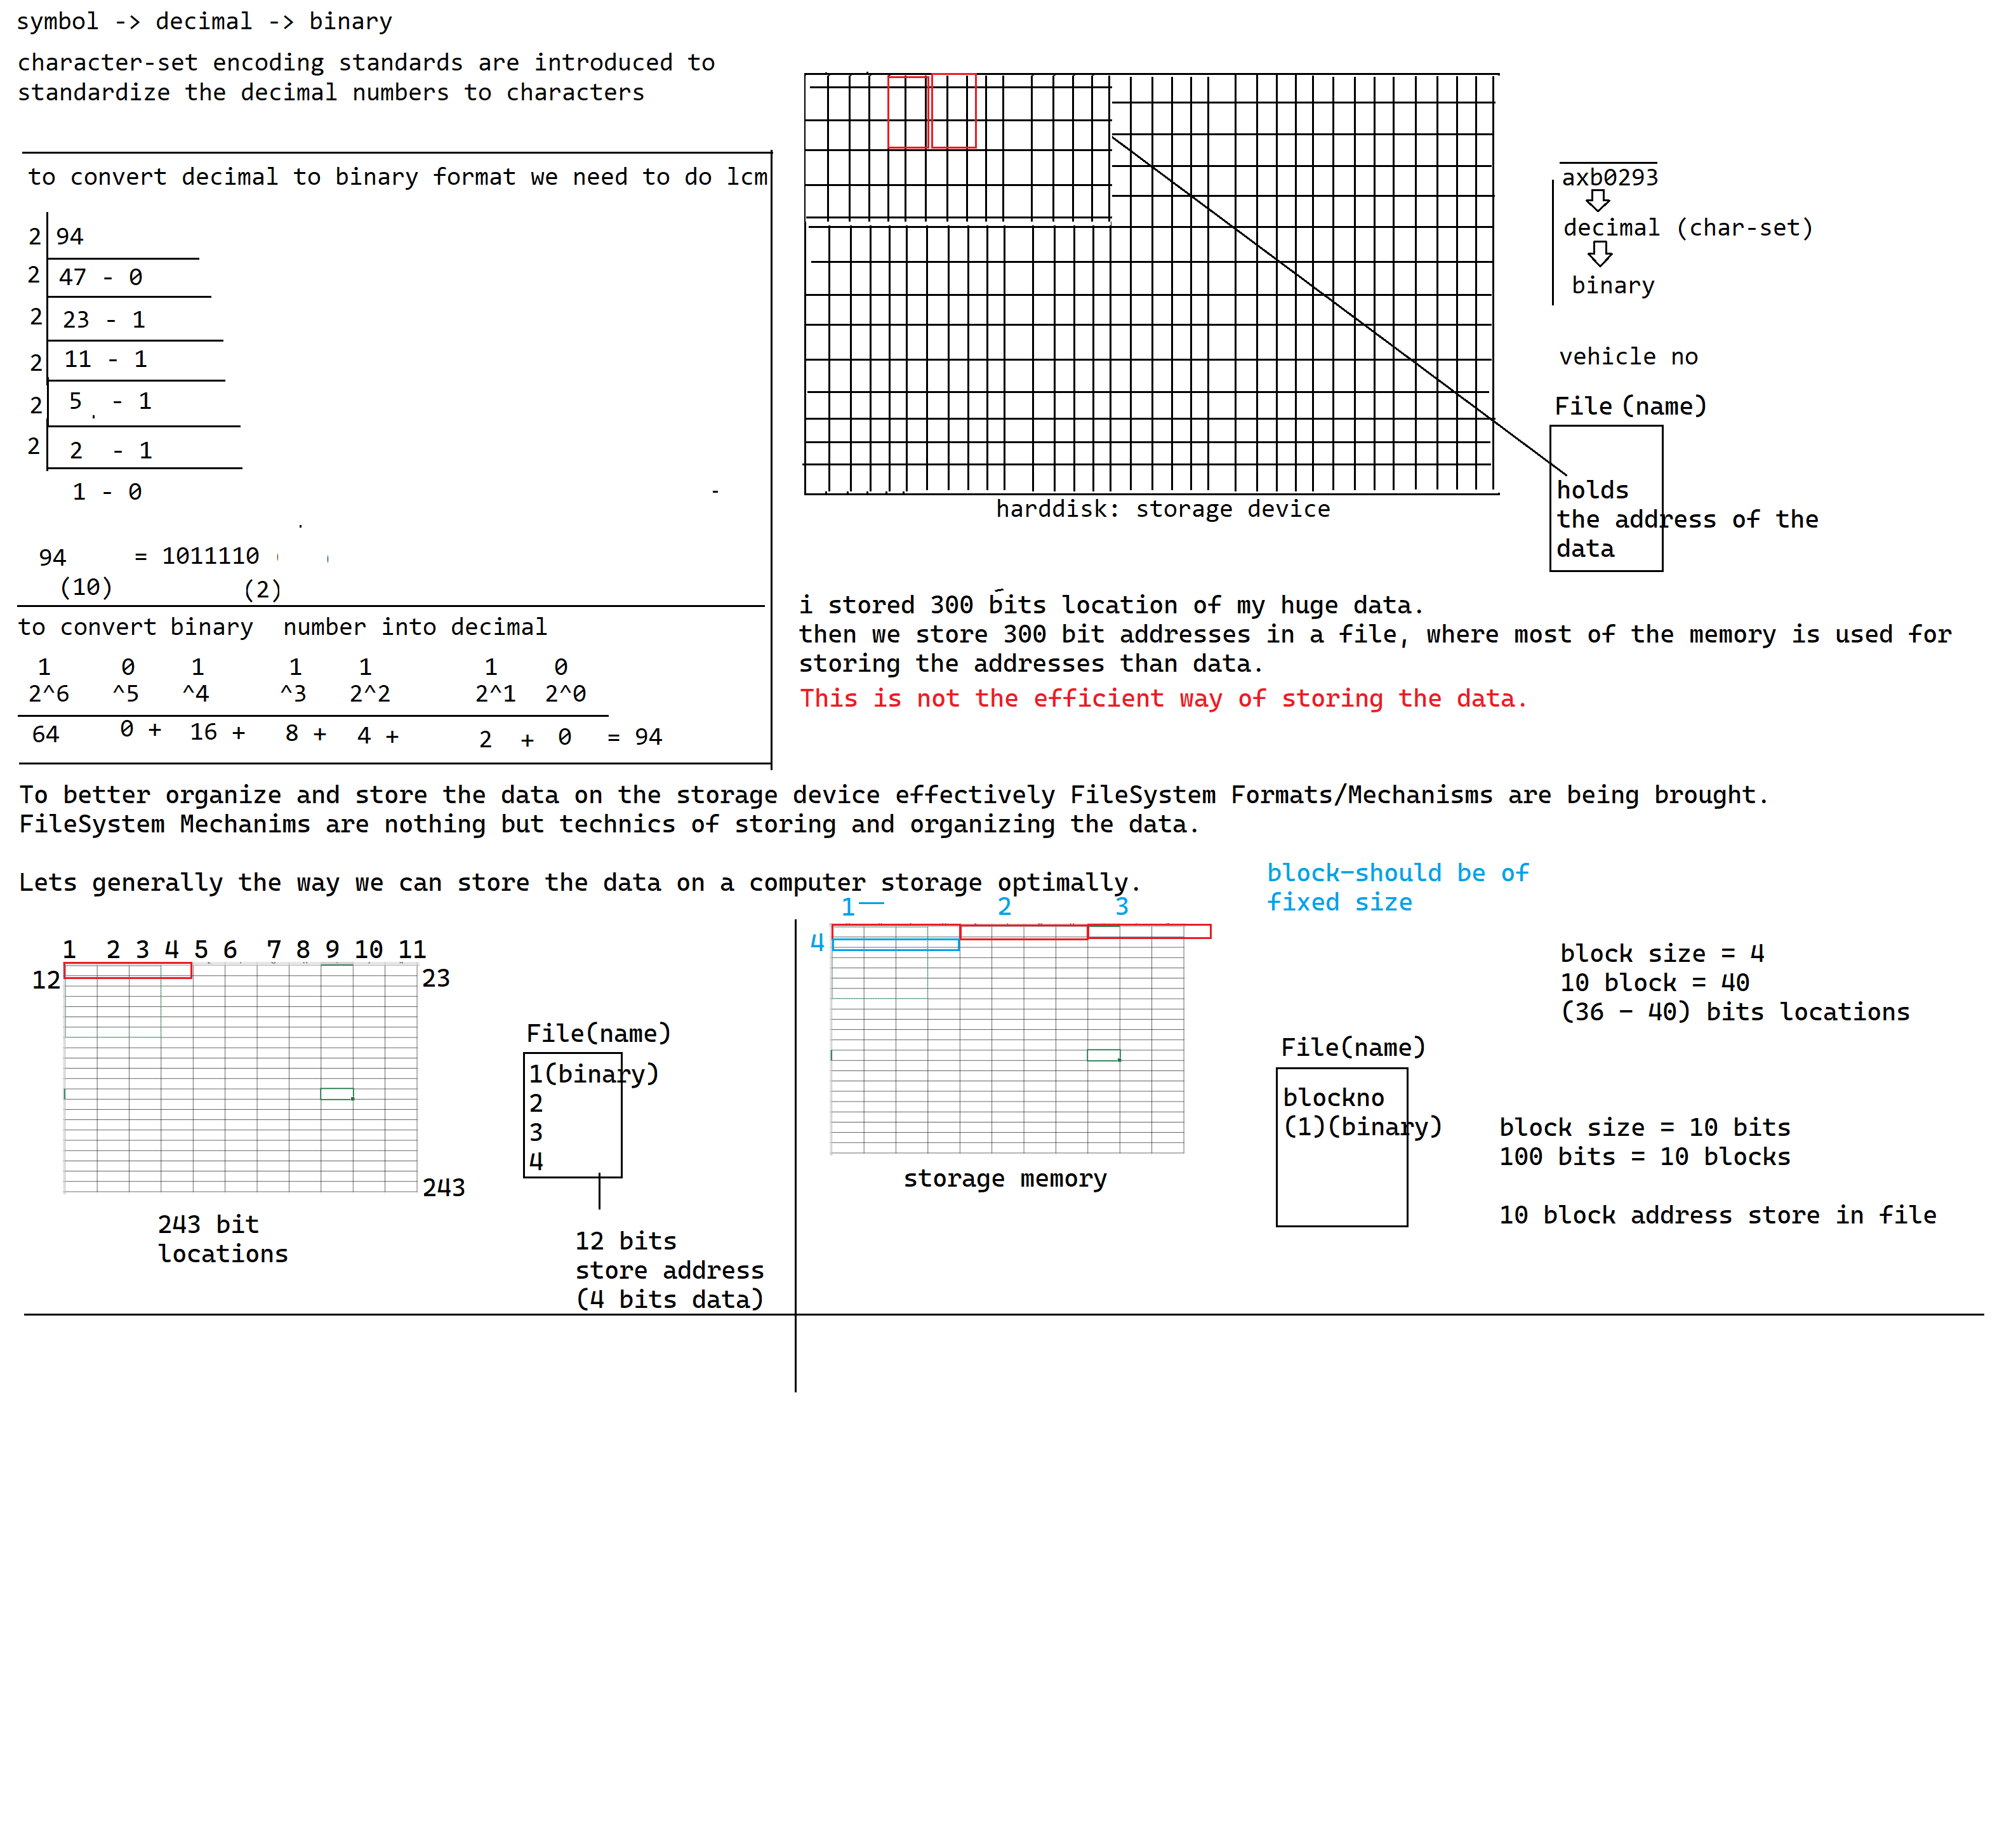 symbol -> decimal -> binary
character-set encoding standards are introduced to
standardize the decimal numbers to characters
to convert decimal to binary format we need to do lcm
2 94
2 47 - 0
2 23 - 1
2 11 - 1
2 5 - 1
2 2 - 1
1 - 0
94 = 1011110
(10) (2)
to convert binary number into decimal
1 0 1 1 1 1 0
2^6 ^5 ^4 ^3 2^2 2^1 2^0
64 0 + 16 + 8 + 4 + 2 + 0 = 94
harddisk: storage device
axb0293
decimal (char-set)
binary
vehicle no
File (name)
holds
the address of the
data
i stored 300 bits location of my huge data.
then we store 300 bit addresses in a file, where most of the memory is used for
storing the addresses than data.
This is not the efficient way of storing the data.
To better organize and store the data on the storage device effectively FileSystem Formats/Mechanisms are being brought.
FileSystem Mechanims are nothing but technics of storing and organizing the data.
Lets generally the way we can store the data on a computer storage optimally.
1 2 3 4 5 6 7 8 9 10 11
12 23
243
243 bit
locations
File(name)
1(binary)
2
3
4
12 bits
store address
(4 bits data)
1 2 3
4
storage memory
block-should be of
fixed size
block size = 4
10 block = 40
(36 - 40) bits locations
File(name)
blockno
(1)(binary)
block size = 10 bits
100 bits = 10 blocks
10 block address store in file